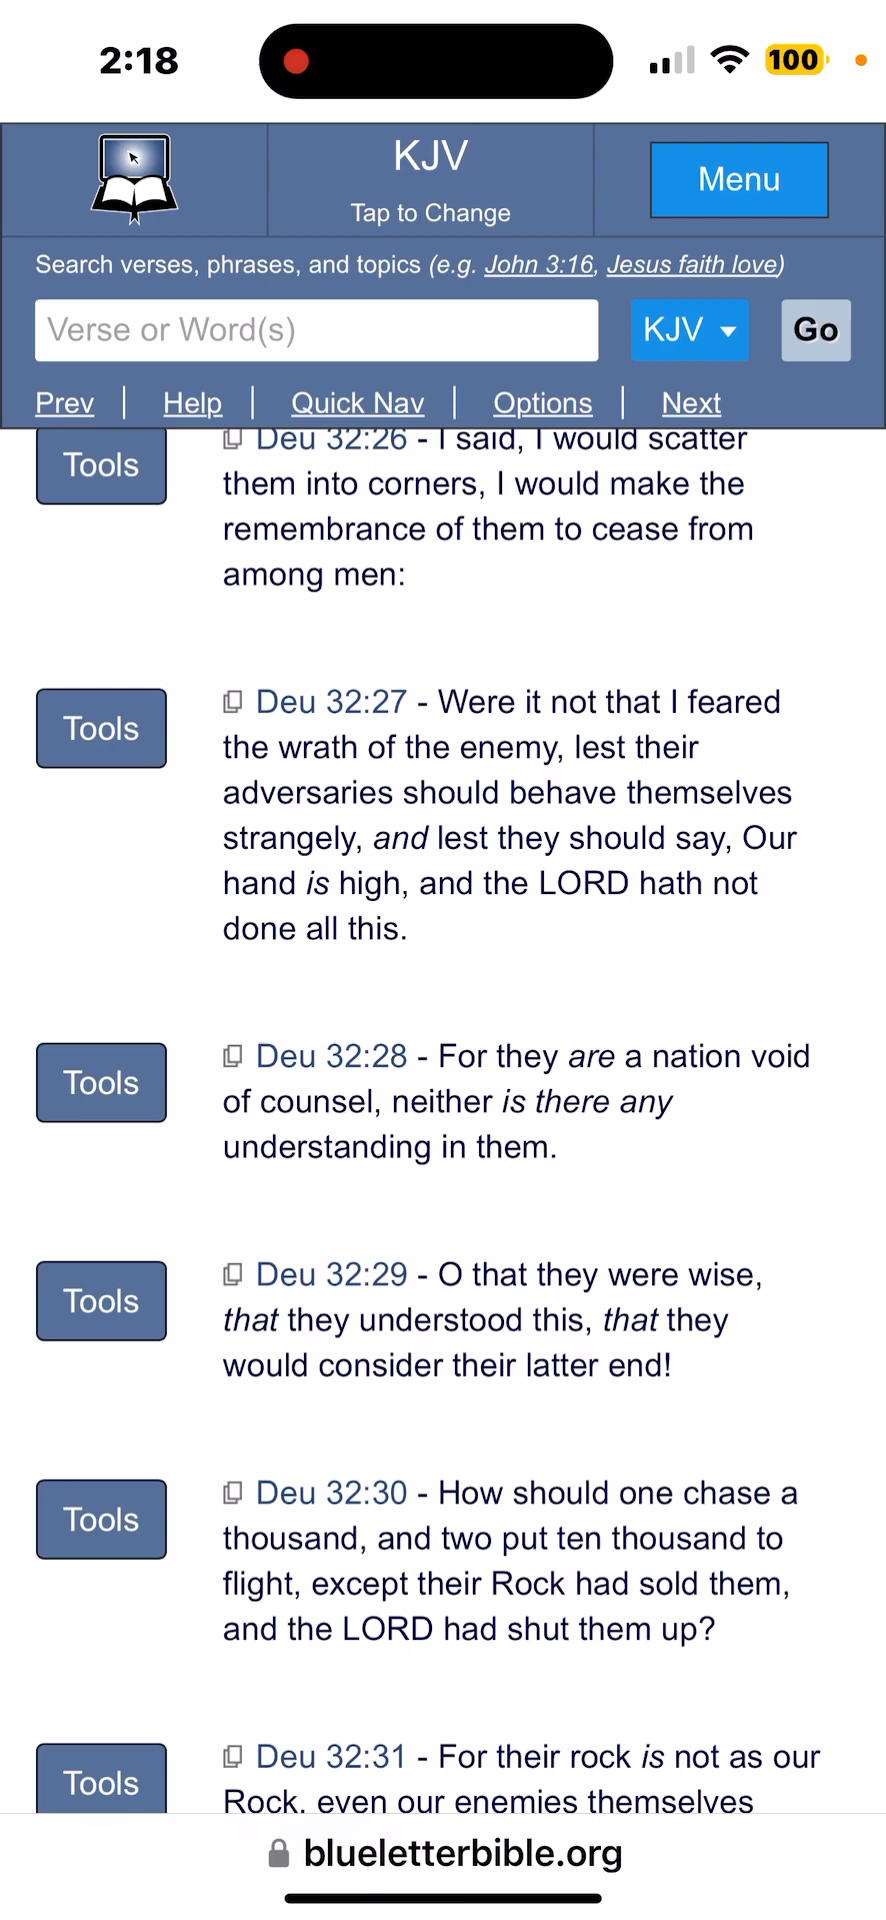 2:18
100
KJV
Tap to Change
Menu
Search verses, phrases, and topics (e.g. John 3:16, Jesus faith love)
Verse or Word(s)
KJV
Go
Prev | Help | Quick Nav | Options | Next
Tools
Deu 32:26 - I said, I would scatter
them into corners, I would make the
remembrance of them to cease from
among men:
Tools
Deu 32:27 - Were it not that I feared
the wrath of the enemy, lest their
adversaries should behave themselves
strangely, and lest they should say, Our
hand is high, and the LORD hath not
done all this.
Tools
Deu 32:28 - For they are a nation void
of counsel, neither is there any
understanding in them.
Tools
Deu 32:29 - O that they were wise,
that they understood this, that they
would consider their latter end!
Tools
Deu 32:30 - How should one chase a
thousand, and two put ten thousand to
flight, except their Rock had sold them,
and the LORD had shut them up?
Tools
Deu 32:31 - For their rock is not as our
Rock, even our enemies themselves
blueletterbible.org